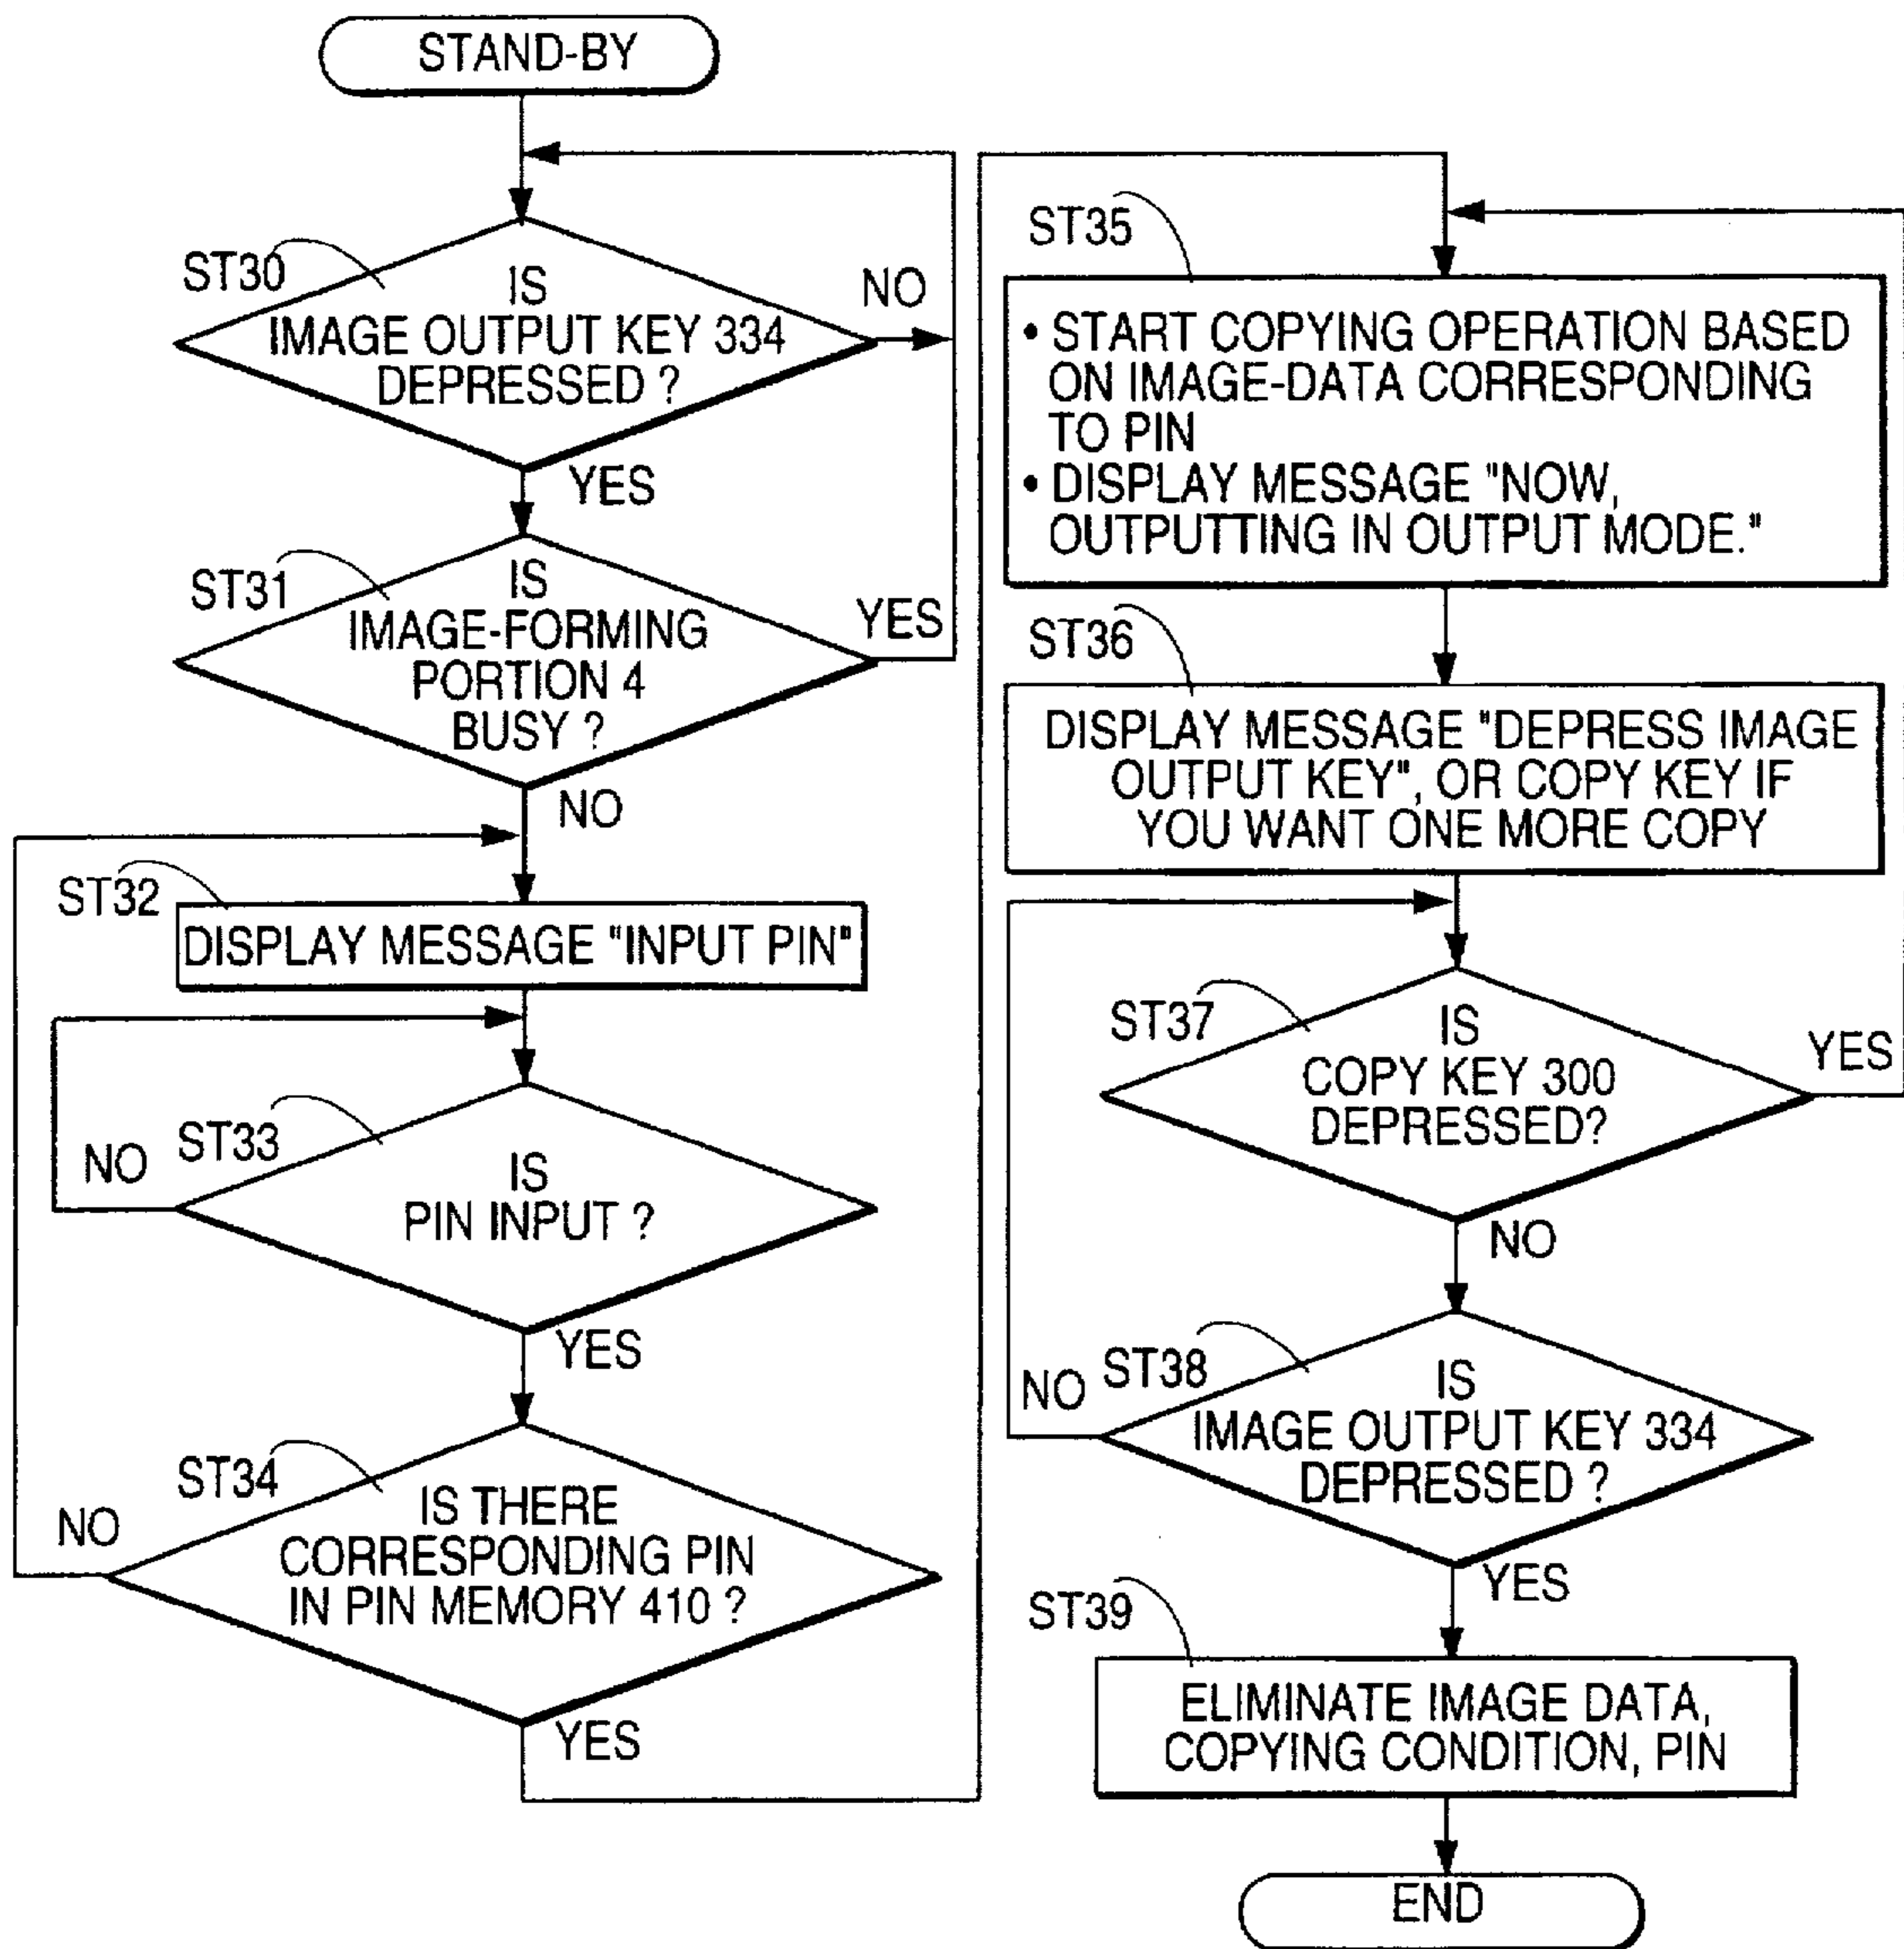 STAND-BY
ST30
IS
IMAGE OUTPUT KEY 334
DEPRESSED ?
NO
YES
ST31
IS
IMAGE-FORMING
PORTION 4
BUSY ?
YES
NO
ST32
DISPLAY MESSAGE "INPUT PIN"
ST33
NO
IS
PIN INPUT ?
YES
ST34
NO
IS THERE
CORRESPONDING PIN
IN PIN MEMORY 410 ?
YES
ST35
• START COPYING OPERATION BASED
ON IMAGE-DATA CORRESPONDING
TO PIN
• DISPLAY MESSAGE "NOW,
OUTPUTTING IN OUTPUT MODE."
ST36
DISPLAY MESSAGE "DEPRESS IMAGE
OUTPUT KEY", OR COPY KEY IF
YOU WANT ONE MORE COPY
ST37
IS
COPY KEY 300
DEPRESSED?
YES
NO
ST38
NO
IS
IMAGE OUTPUT KEY 334
DEPRESSED ?
YES
ST39
ELIMINATE IMAGE DATA,
COPYING CONDITION, PIN
END